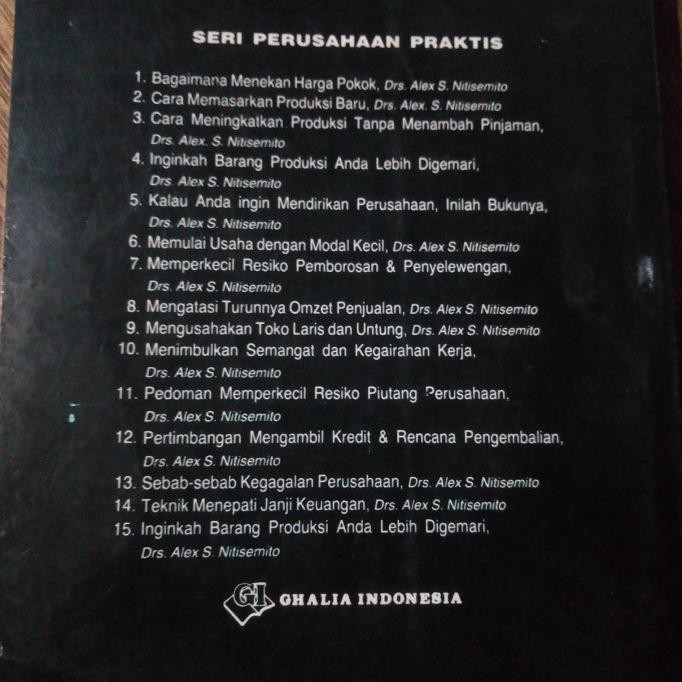 SERI PERUSAHAAN PRAKTIS
1. Bagaimana Menekan Harga Pokok, Drs. Alex S. Nitisemito
2. Cara Memasarkan Produksi Baru, Drs. Alex. S. Nitisemito
3. Cara Meningkatkan Produksi Tanpa Menambah Pinjaman,
Drs. Alex. S. Nitisemito
4. Inginkah Barang Produksi Anda Lebih Digemari,
Drs. Alex S. Nitisemito
5. Kalau Anda ingin Mendirikan Perusahaan, Inilah Bukunya,
Drs. Alex S. Nitisemito
6. Memulai Usaha dengan Modal Kecil, Drs. Alex S. Nitisemito
7. Memperkecil Resiko Pemborosan & Penyelewengan,
Drs. Alex S. Nitisemito
8. Mengatasi Turunnya Omzet Penjualan, Drs. Alex S. Nitisemito
9. Mengusahakan Toko Laris dan Untung, Drs. Alex S. Nitisemito
10. Menimbulkan Semangat dan Kegairahan Kerja,
Drs. Alex S. Nitisemito
11. Pedoman Memperkecil Resiko Piutang Perusahaan,
Drs. Alex S. Nitisemito
12. Pertimbangan Mengambil Kredit & Rencana Pengembalian,
Drs. Alex S. Nitisemito
13. Sebab-sebab Kegagalan Perusahaan, Drs. Alex S. Nitisemito
14. Teknik Menepati Janji Keuangan, Drs. Alex S. Nitisemito
15. Inginkah Barang Produksi Anda Lebih Digemari,
Drs. Alex S. Nitisemito
GI GHALIA INDONESIA